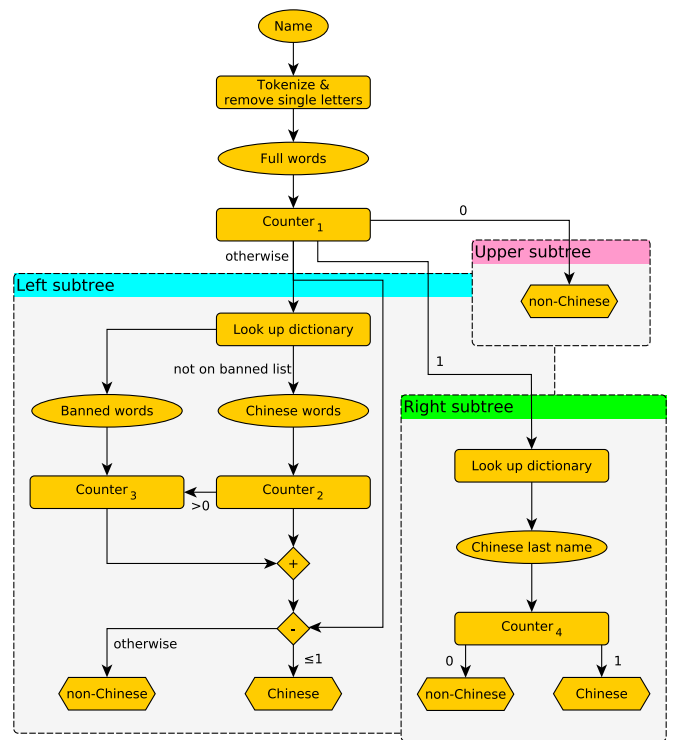 Name
Tokenize &
remove single letters
Full words
Counter 1
0
otherwise
Upper subtree
non-Chinese
Left subtree
Look up dictionary
1
not on banned list
Banned words
Chinese words
Right subtree
Look up dictionary
Counter 3
>0
Counter 2
Chinese last name
+
-
otherwise
≤1
Counter 4
0
1
non-Chinese
Chinese
non-Chinese
Chinese